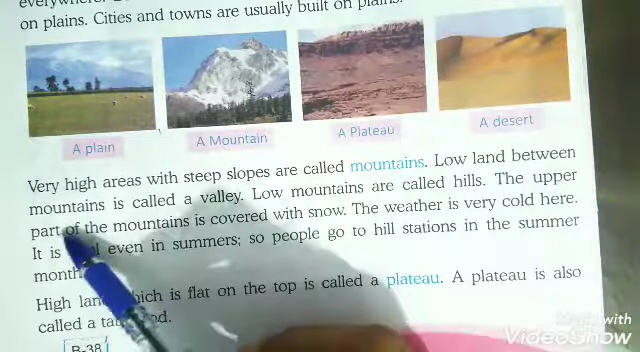 on plains. Cities and towns are usually built on plains.
A plain
A Mountain
A Plateau
A desert
Very high areas with steep slopes are called mountains. Low land between
mountains is called a valley. Low mountains are called hills. The upper
part of the mountains is covered with snow. The weather is very cold here.
It is even in summers; so people go to hill stations in the summer
High which is flat on the top is called a plateau. A plateau is also
called a
B-38
Made with
VideoShow